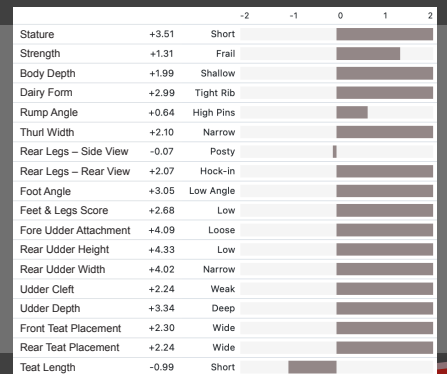 -2 -1 0 1 2
Stature +3.51 Short
Strength +1.31 Frail
Body Depth +1.99 Shallow
Dairy Form +2.99 Tight Rib
Rump Angle +0.64 High Pins
Thurl Width +2.10 Narrow
Rear Legs – Side View -0.07 Posty
Rear Legs – Rear View +2.07 Hock-in
Foot Angle +3.05 Low Angle
Feet & Legs Score +2.68 Low
Fore Udder Attachment +4.09 Loose
Rear Udder Height +4.33 Low
Rear Udder Width +4.02 Narrow
Udder Cleft +2.24 Weak
Udder Depth +3.34 Deep
Front Teat Placement +2.30 Wide
Rear Teat Placement +2.24 Wide
Teat Length -0.99 Short